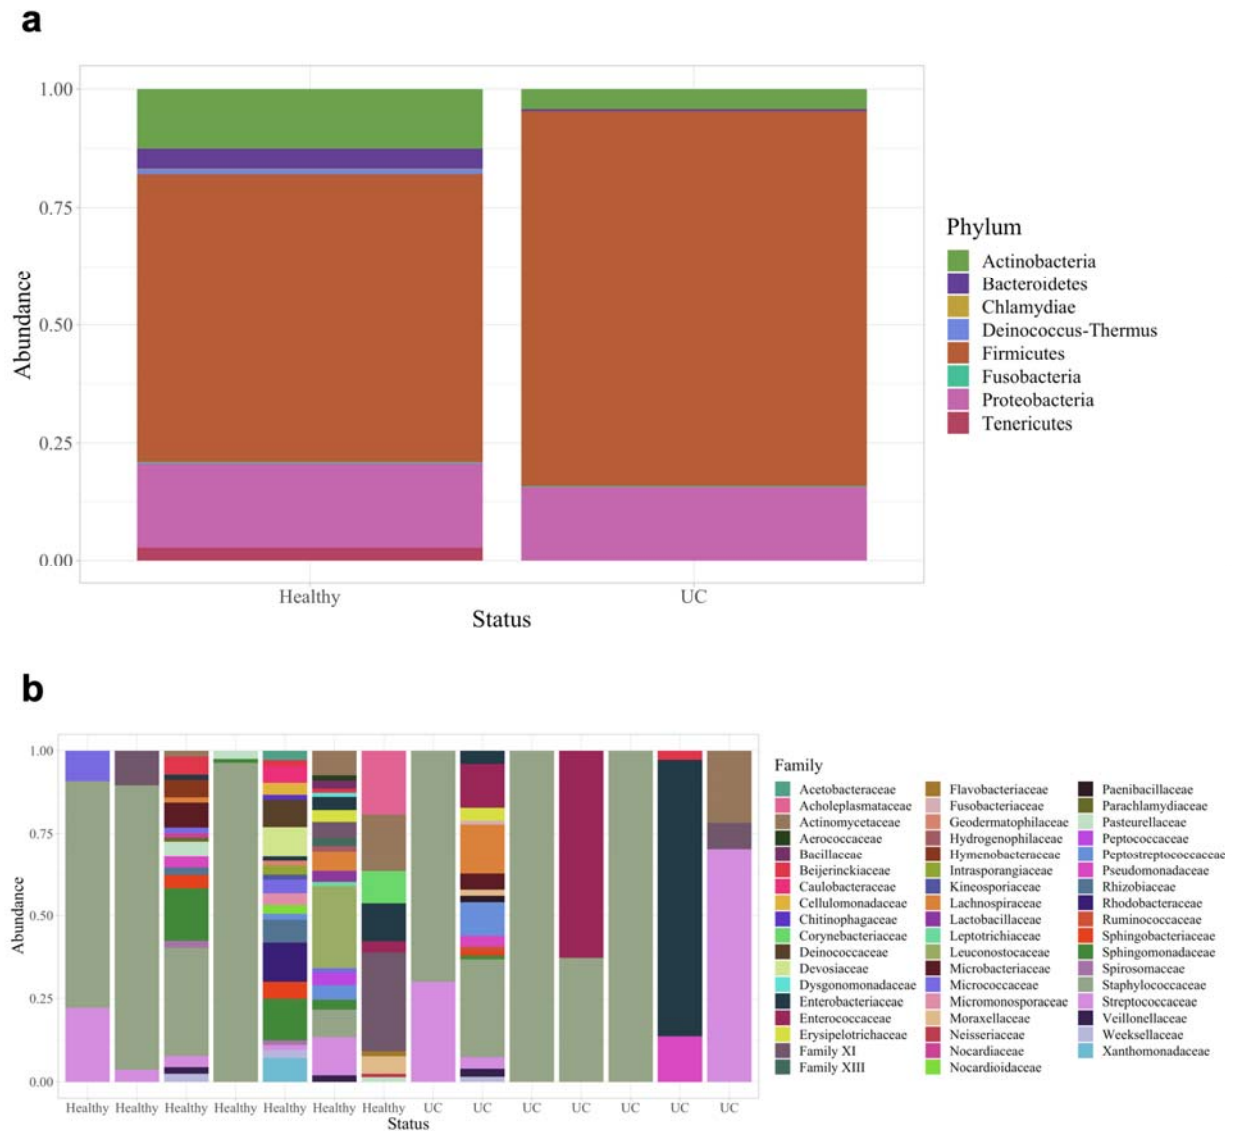 a
1.00
0.75
0.50
0.25
0.00
Abundance
Healthy
UC
Status
Phylum
Actinobacteria
Bacteroidetes
Chlamydiae
Deinococcus-Thermus
Firmicutes
Fusobacteria
Proteobacteria
Tenericutes
b
1.00
0.75
0.50
0.25
0.00
Abundance
Healthy Healthy Healthy Healthy Healthy Healthy Healthy UC UC UC UC UC UC UC
Status
Family
Acetobacteraceae
Acholeplasmataceae
Actinomycetaceae
Aerococcaceae
Bacillaceae
Beijerinckiaceae
Caulobacteraceae
Cellulomonadaceae
Chitinophagaceae
Corynebacteriaceae
Deinococcaceae
Devosiaceae
Dysgonomonadaceae
Enterobacteriaceae
Enterococcaceae
Erysipelotrichaceae
Family XI
Family XIII
Flavobacteriaceae
Fusobacteriaceae
Geodermatophilaceae
Hydrogenophilaceae
Hymenobacteraceae
Intrasporangiaceae
Kineosporiaceae
Lachnospiraceae
Lactobacillaceae
Leptotrichiaceae
Leuconostocaceae
Microbacteriaceae
Micrococcaceae
Micromonosporaceae
Moraxellaceae
Neisseriaceae
Nocardiaceae
Nocardioidaceae
Paenibacillaceae
Parachlamydiaceae
Pasteurellaceae
Peptococcaceae
Peptostreptococcaceae
Pseudomonadaceae
Rhizobiaceae
Rhodobacteraceae
Ruminococcaceae
Sphingobacteriaceae
Sphingomonadaceae
Spirosomaceae
Staphylococcaceae
Streptococcaceae
Veillonellaceae
Weeksellaceae
Xanthomonadaceae